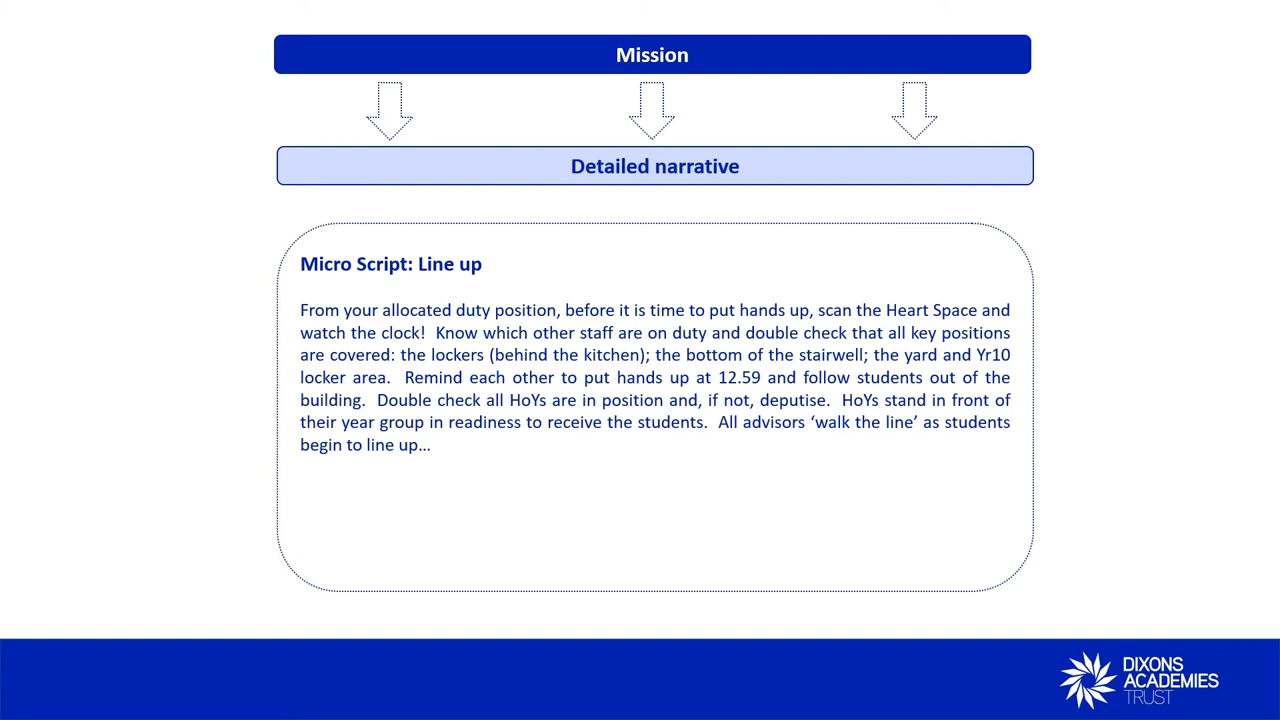 Mission
Detailed narrative
Micro Script: Line up
From your allocated duty position, before it is time to put hands up, scan the Heart Space and
watch the clock!  Know which other staff are on duty and double check that all key positions
are covered: the lockers (behind the kitchen); the bottom of the stairwell; the yard and Yr10
locker area.  Remind each other to put hands up at 12.59 and follow students out of the
building.  Double check all HoYs are in position and, if not, deputise.  HoYs stand in front of
their year group in readiness to receive the students.  All advisors ‘walk the line’ as students
begin to line up…
DIXONS
ACADEMIES
TRUST